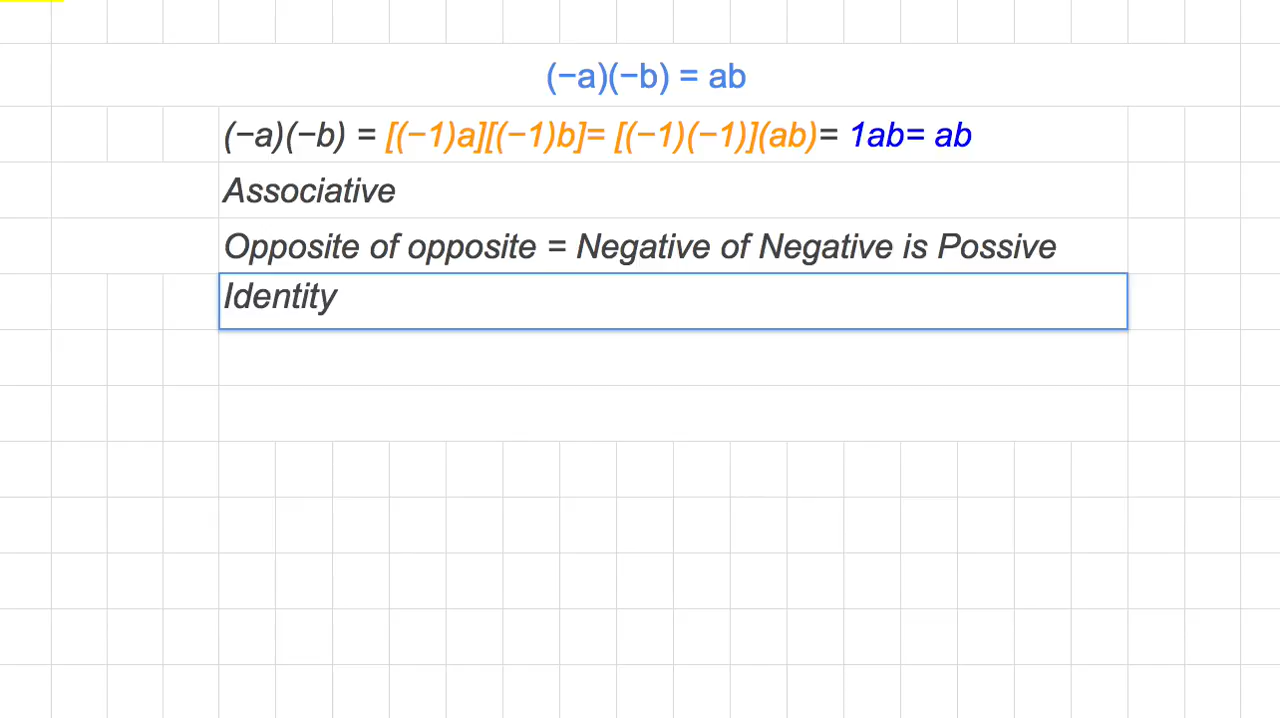 (−a)(−b) = ab
(−a)(−b) = [(−1)a][(−1)b]= [(−1)(−1)](ab)= 1ab= ab
Associative
Opposite of opposite = Negative of Negative is Possive
Identity